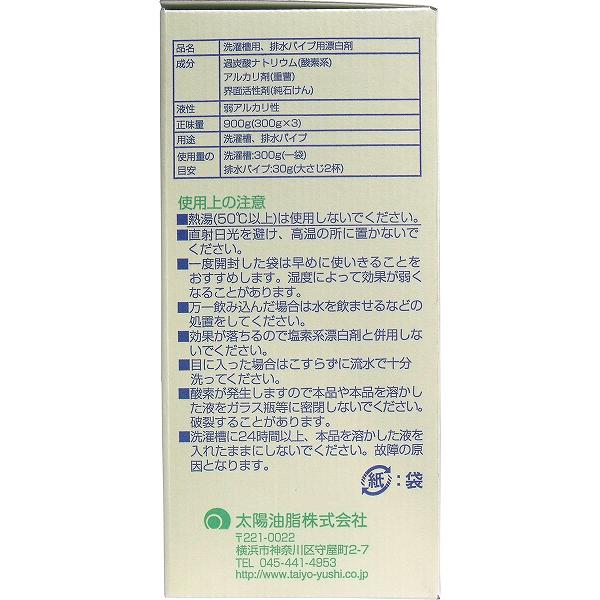 品名 洗濯槽用、排水パイプ用漂白剤
成分 過炭酸ナトリウム(酸素系)
アルカリ剤(重曹)
界面活性剤(純石けん)
液性 弱アルカリ性
正味量 900g(300g×3)
用途 洗濯槽、排水パイプ
使用量の 洗濯槽:300g(一袋)
目安 排水パイプ:30g(大さじ2杯)
使用上の注意
■熱湯(50℃以上)は使用しないでください。
■直射日光を避け、高温の所に置かないで
ください。
■一度開封した袋は早めに使いきることを
おすすめします。湿度によって効果が弱く
なることがあります。
■万一飲み込んだ場合は水を飲ませるなどの
処置をしてください。
■効果が落ちるので塩素系漂白剤と併用しな
いでください。
■目に入った場合はこすらずに流水で十分
洗ってください。
■酸素が発生しますので本品や本品を溶かし
た液をガラス瓶等に密閉しないでください。
破裂することがあります。
■洗濯槽に24時間以上、本品を溶かした液を
入れたままにしないでください。故障の原
因となります。
紙:袋
太陽油脂株式会社
〒221-0022
横浜市神奈川区守屋町2-7
TEL 045-441-4953
http://www.taiyo-yushi.co.jp